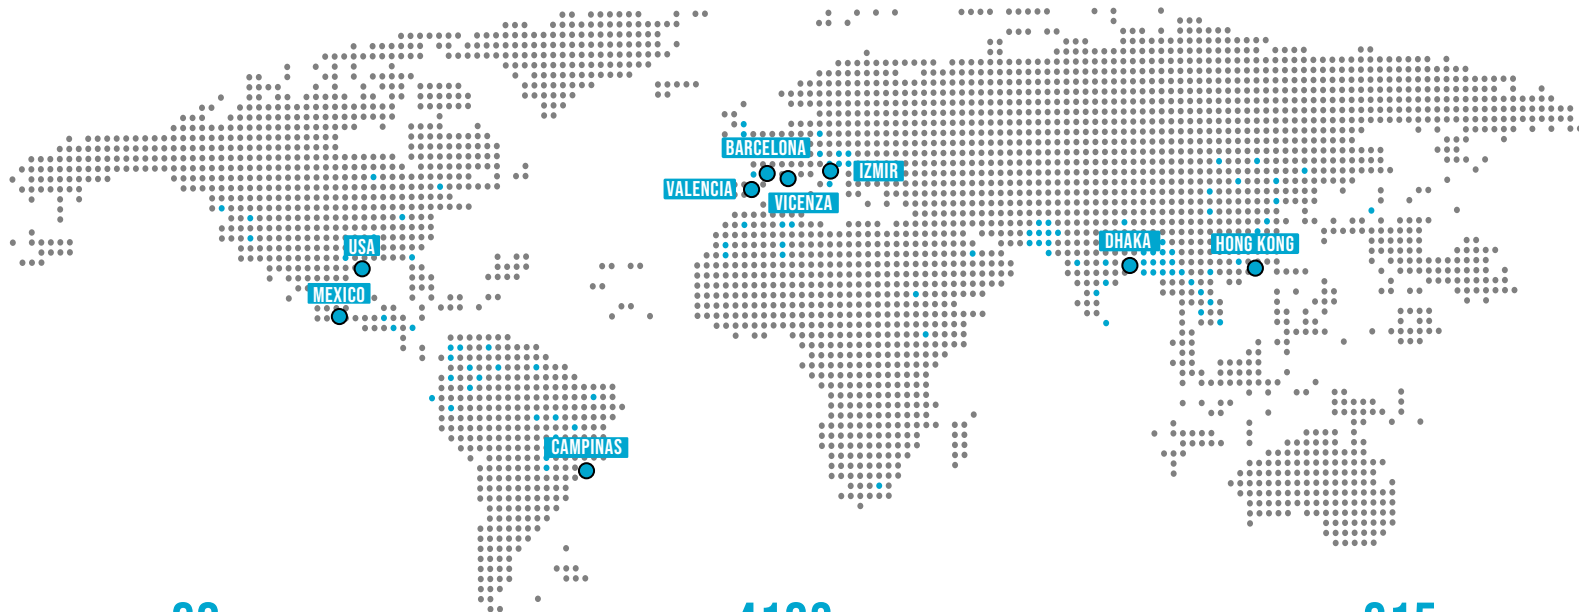 BARCELONA
IZMIR
VALENCIA
VICENZA
USA
DHAKA
HONG KONG
MEXICO
CAMPINAS